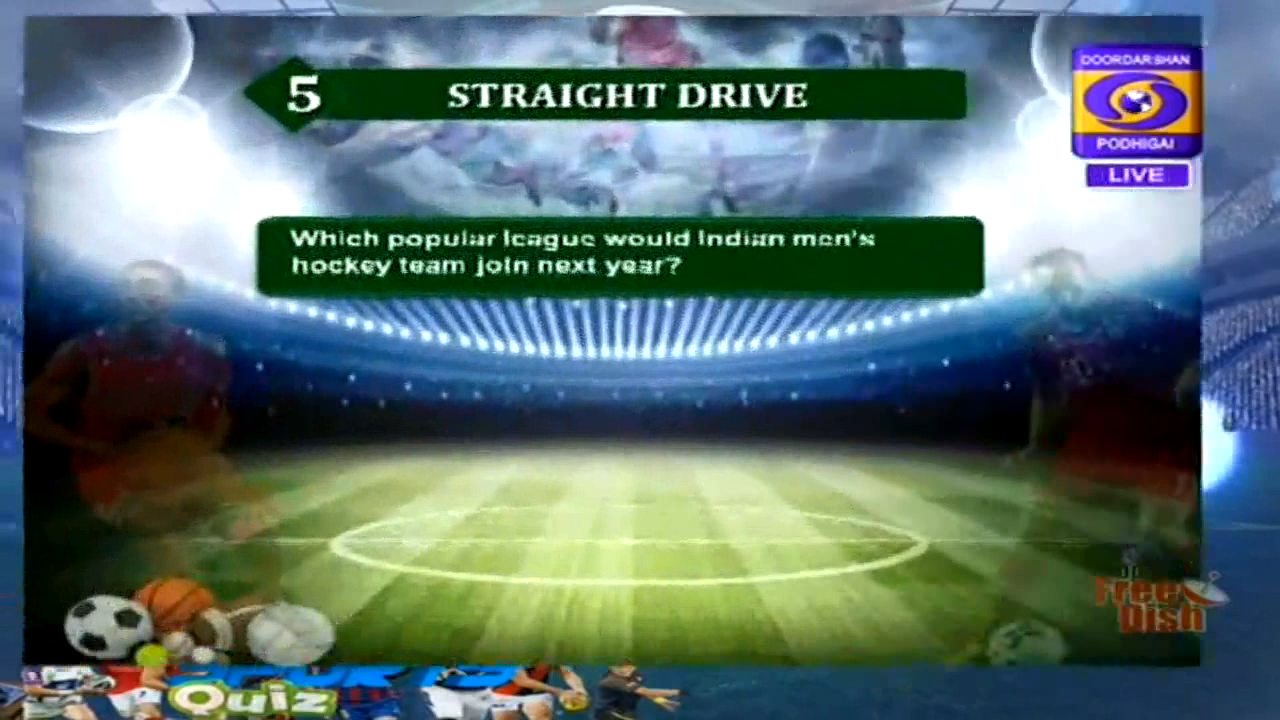 5 STRAIGHT DRIVE
DOORDARSHAN
PODHIGAI
LIVE
Which popular league would Indian men's
hockey team join next year?
Free
Dish
SPORTS
Quiz